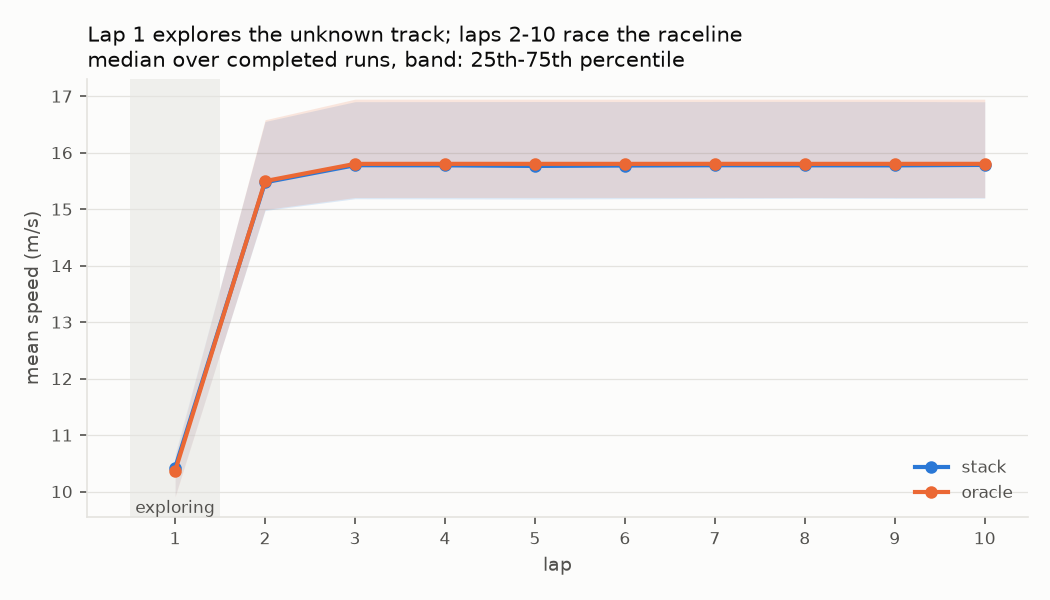 Lap 1 explores the unknown track; laps 2-10 race the raceline
median over completed runs, band: 25th-75th percentile
17
16
15
14
13
12
11
10
mean speed (m/s)
exploring
stack
oracle
1 2 3 4 5 6 7 8 9 10
lap